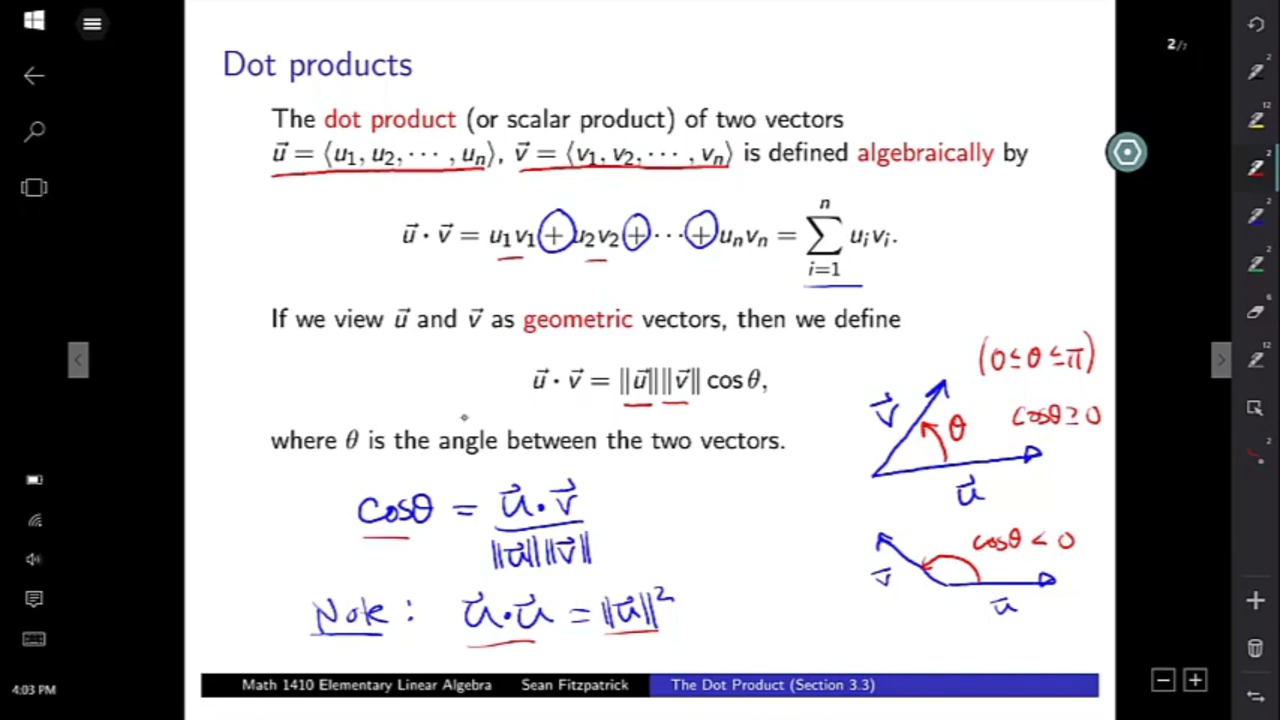 2/7
Dot products
The dot product (or scalar product) of two vectors
u⃗ = ⟨u₁, u₂, ⋯ , uₙ⟩, v⃗ = ⟨v₁, v₂, ⋯ , vₙ⟩ is defined algebraically by
u⃗ · v⃗ = u₁v₁ + u₂v₂ + ⋯ + uₙvₙ = ∑ⁿᵢ₌₁ uᵢvᵢ.
If we view u⃗ and v⃗ as geometric vectors, then we define
u⃗ · v⃗ = ‖u⃗‖‖v⃗‖ cos θ,
where θ is the angle between the two vectors.
(0 ≤ θ ≤ π)
cosθ ≥ 0
v⃗
θ
u⃗
cosθ = u⃗ · v⃗ / ‖u⃗‖‖v⃗‖
cosθ < 0
v⃗
u⃗
Note : u⃗ · u⃗ = ‖u⃗‖²
Math 1410 Elementary Linear Algebra Sean Fitzpatrick The Dot Product (Section 3.3)
4:03 PM